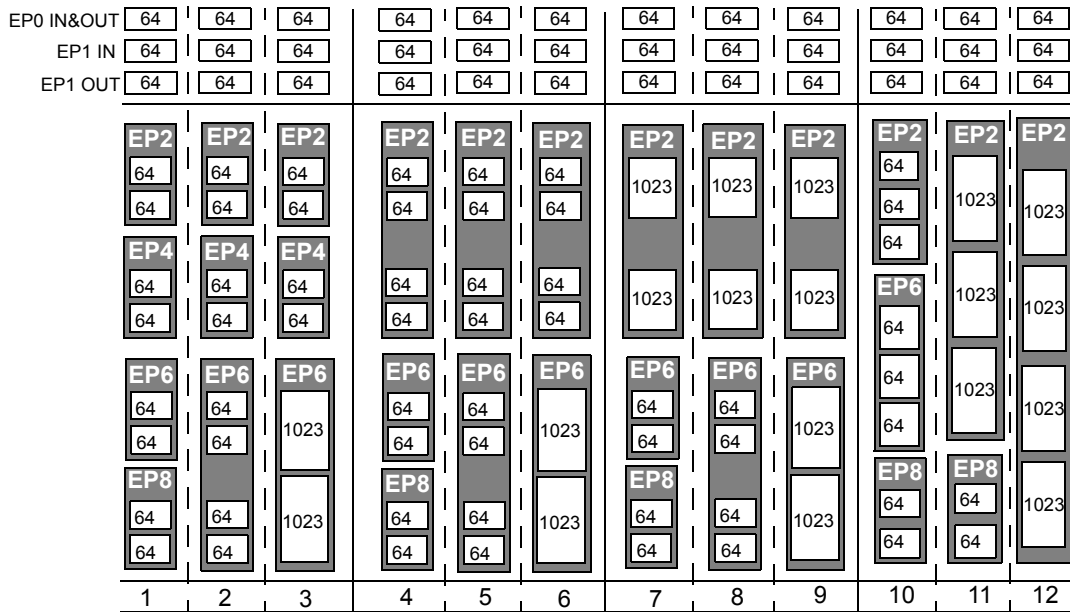 EP0 IN&OUT 64 64 64 64 64 64 64 64 64 64 64 64
EP1 IN 64 64 64 64 64 64 64 64 64 64 64 64
EP1 OUT 64 64 64 64 64 64 64 64 64 64 64 64
EP2 EP2 EP2 EP2 EP2 EP2 EP2 EP2 EP2 EP2 EP2 EP2
64 64 64 64 64 64 1023 1023 1023 64
64 64 64 64 64 64 64 1023 1023
EP4 EP4 EP4 64
64 64 64 64 64 64 1023 1023 1023 EP6 1023 1023
64 64 64 64 64 64 64
EP6 EP6 EP6 EP6 EP6 EP6 EP6 EP6 EP6 64 1023
64 64 64 64 64 64 1023
1023 1023 1023 64
64 64 64 64 64 64
EP8 EP8 EP8 EP8 EP8
64 64 1023
64 64 1023 64 64 1023 64 64 1023
64 64 64 64 64 64 64 64
1 2 3 4 5 6 7 8 9 10 11 12